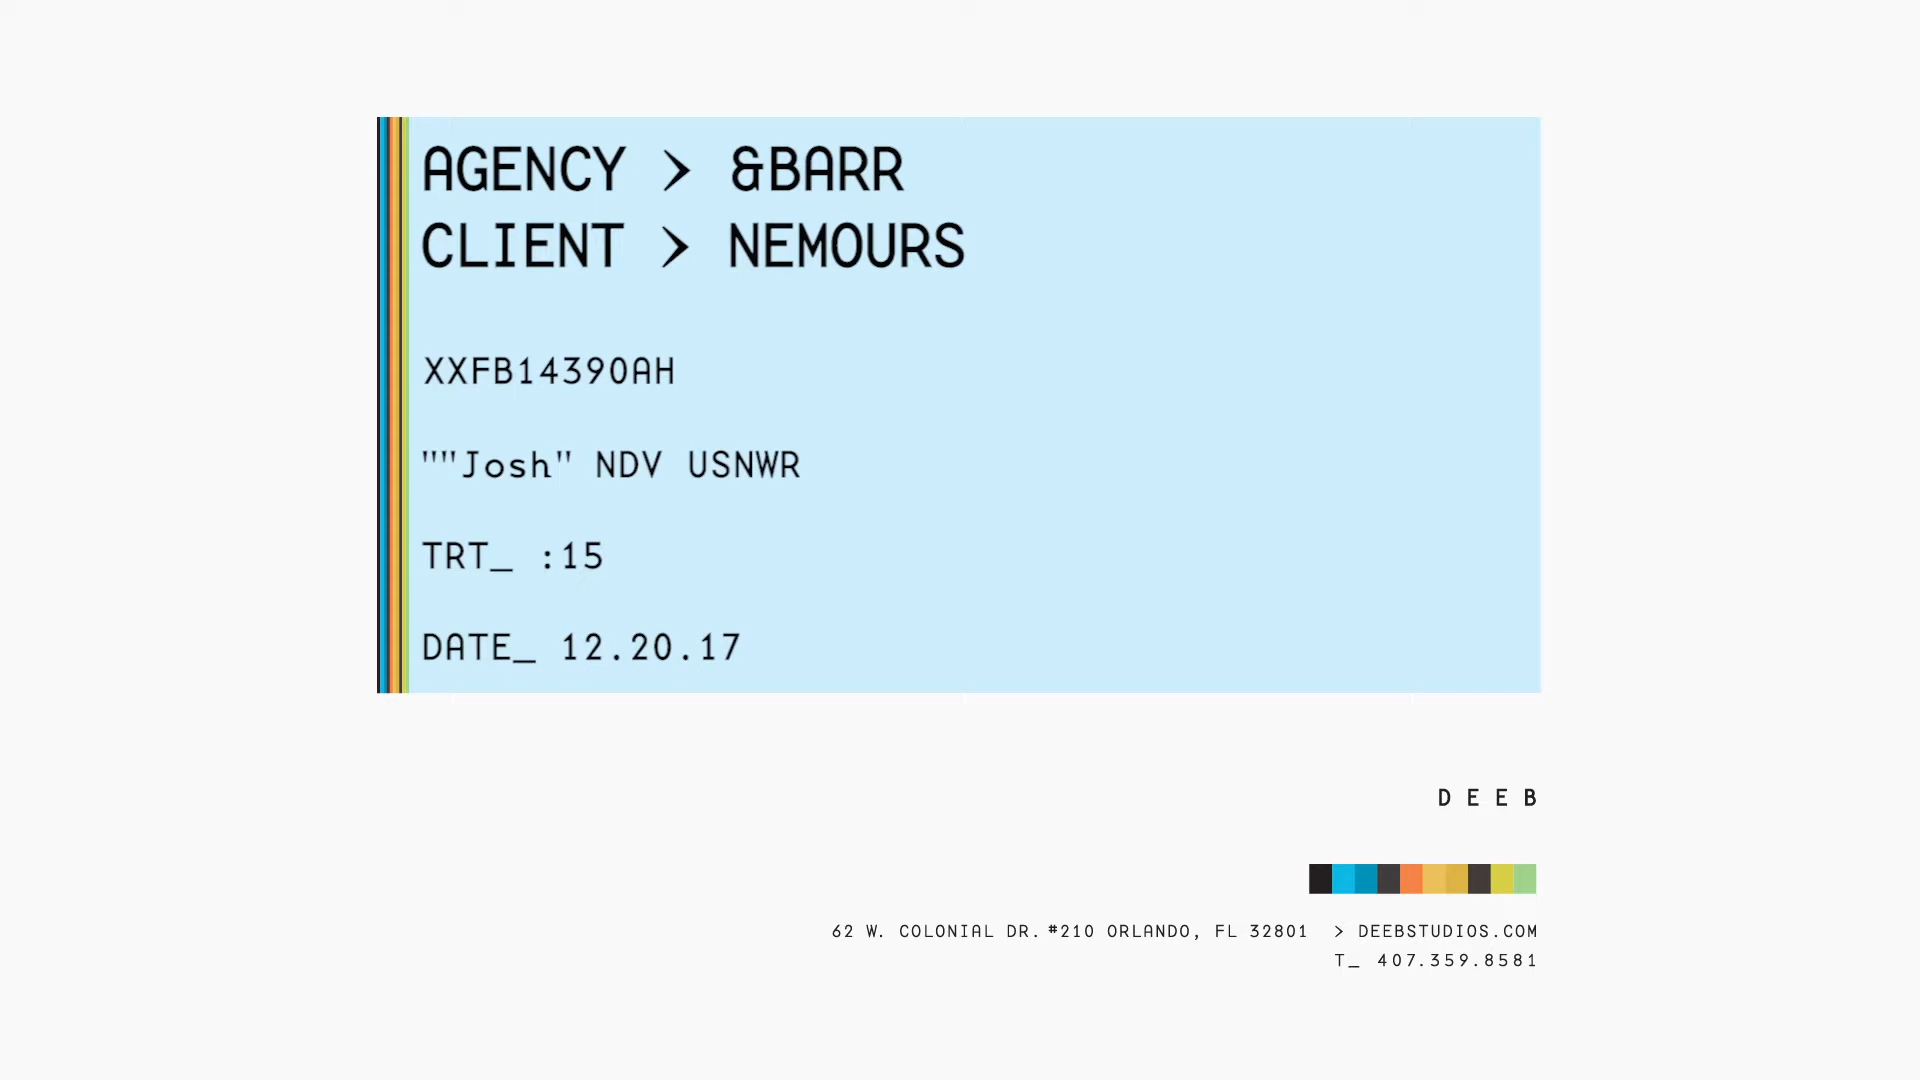 AGENCY > &BARR
CLIENT > NEMOURS
XXFB14390AH
""Josh" NDV USNWR
TRT_ :15
DATE_ 12.20.17
DEEB
62 W. COLONIAL DR. #210 ORLANDO, FL 32801 > DEEBSTUDIOS.COM
T_ 407.359.8581